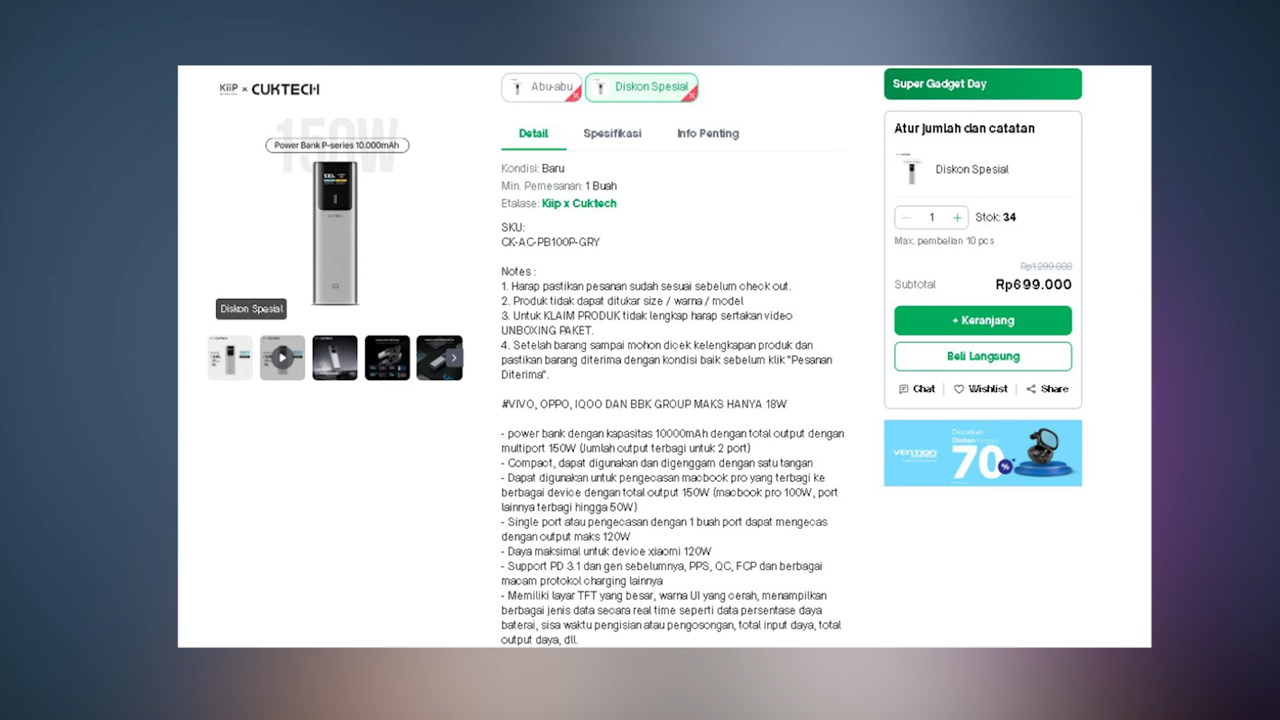 KiiP × CUKTECH
150W
Power Bank P-series 10.000mAh
Diskon Spesial
Abu-abu
Diskon Spesial
Detail
Spesifikasi
Info Penting
Kondisi: Baru
Min. Pemesanan: 1 Buah
Etalase: Kiip x Cuktech
SKU:
CK-AC-PB100P-GRY
Notes :
1. Harap pastikan pesanan sudah sesuai sebelum check out.
2. Produk tidak dapat ditukar size / warna / model
3. Untuk KLAIM PRODUK tidak lengkap harap sertakan video
UNBOXING PAKET.
4. Setelah barang sampai mohon dicek kelengkapan produk dan
pastikan barang diterima dengan kondisi baik sebelum klik "Pesanan
Diterima".
#VIVO, OPPO, IQOO DAN BBK GROUP MAKS HANYA 18W
- power bank dengan kapasitas 10000mAh dengan total output dengan
multiport 150W (Jumlah output terbagi untuk 2 port)
- Compact, dapat digunakan dan digenggam dengan satu tangan
- Dapat digunakan untuk pengecasan macbook pro yang terbagi ke
berbagai device dengan total output 150W (macbook pro 100W, port
lainnya terbagi hingga 50W)
- Single port atau pengecasan dengan 1 buah port dapat mengecas
dengan output maks 120W
- Daya maksimal untuk device xiaomi 120W
- Support PD 3.1 dan gen sebelumnya, PPS, QC, FCP dan berbagai
macam protokol charging lainnya
- Memiliki layar TFT yang besar, warna UI yang cerah, menampilkan
berbagai jenis data secara real time seperti data persentase daya
baterai, sisa waktu pengisian atau pengosongan, total input daya, total
output daya, dll.
Super Gadget Day
Atur jumlah dan catatan
Diskon Spesial
1
Stok: 34
Max. pembelian 10 pcs
Rp1.299.000
Subtotal
Rp699.000
+ Keranjang
Beli Langsung
Chat
Wishlist
Share
VENTION
Dapatkan
Diskon hingga
70%